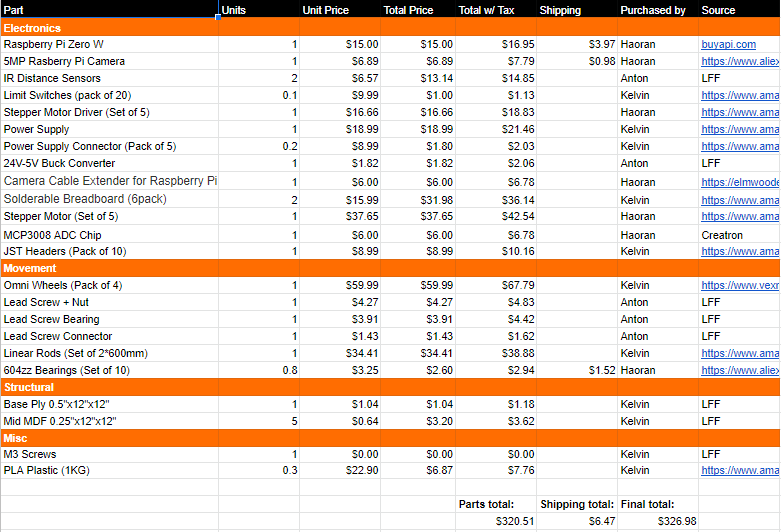 Part Units Unit Price Total Price Total w/ Tax Shipping Purchased by Source
Electronics
Raspberry Pi Zero W 1 $15.00 $15.00 $16.95 $3.97 Haoran buyapi.com
5MP Rasberry Pi Camera 1 $6.89 $6.89 $7.79 $0.98 Haoran https://www.aliex
IR Distance Sensors 2 $6.57 $13.14 $14.85 Anton LFF
Limit Switches (pack of 20) 0.1 $9.99 $1.00 $1.13 Kelvin https://www.ama
Stepper Motor Driver (Set of 5) 1 $16.66 $16.66 $18.83 Haoran https://www.ama
Power Supply 1 $18.99 $18.99 $21.46 Kelvin https://www.ama
Power Supply Connector (Pack of 5) 0.2 $8.99 $1.80 $2.03 Kelvin https://www.ama
24V-5V Buck Converter 1 $1.82 $1.82 $2.06 Anton LFF
Camera Cable Extender for Raspberry Pi 1 $6.00 $6.00 $6.78 Haoran https://elmwoode
Solderable Breadboard (6pack) 2 $15.99 $31.98 $36.14 Kelvin https://www.ama
Stepper Motor (Set of 5) 1 $37.65 $37.65 $42.54 Haoran https://www.ama
MCP3008 ADC Chip 1 $6.00 $6.00 $6.78 Haoran Creatron
JST Headers (Pack of 10) 1 $8.99 $8.99 $10.16 Kelvin https://www.ama
Movement
Omni Wheels (Pack of 4) 1 $59.99 $59.99 $67.79 Kelvin https://www.vexr
Lead Screw + Nut 1 $4.27 $4.27 $4.83 Anton LFF
Lead Screw Bearing 1 $3.91 $3.91 $4.42 Anton LFF
Lead Screw Connector 1 $1.43 $1.43 $1.62 Anton LFF
Linear Rods (Set of 2*600mm) 1 $34.41 $34.41 $38.88 Kelvin https://www.ama
604zz Bearings (Set of 10) 0.8 $3.25 $2.60 $2.94 $1.52 Haoran https://www.aliex
Structural
Base Ply 0.5"x12"x12" 1 $1.04 $1.04 $1.18 Kelvin LFF
Mid MDF 0.25"x12"x12" 5 $0.64 $3.20 $3.62 Kelvin LFF
Misc
M3 Screws 1 $0.00 $0.00 $0.00 Kelvin LFF
PLA Plastic (1KG) 0.3 $22.90 $6.87 $7.76 Kelvin https://www.ama
Parts total: Shipping total: Final total:
$320.51 $6.47 $326.98